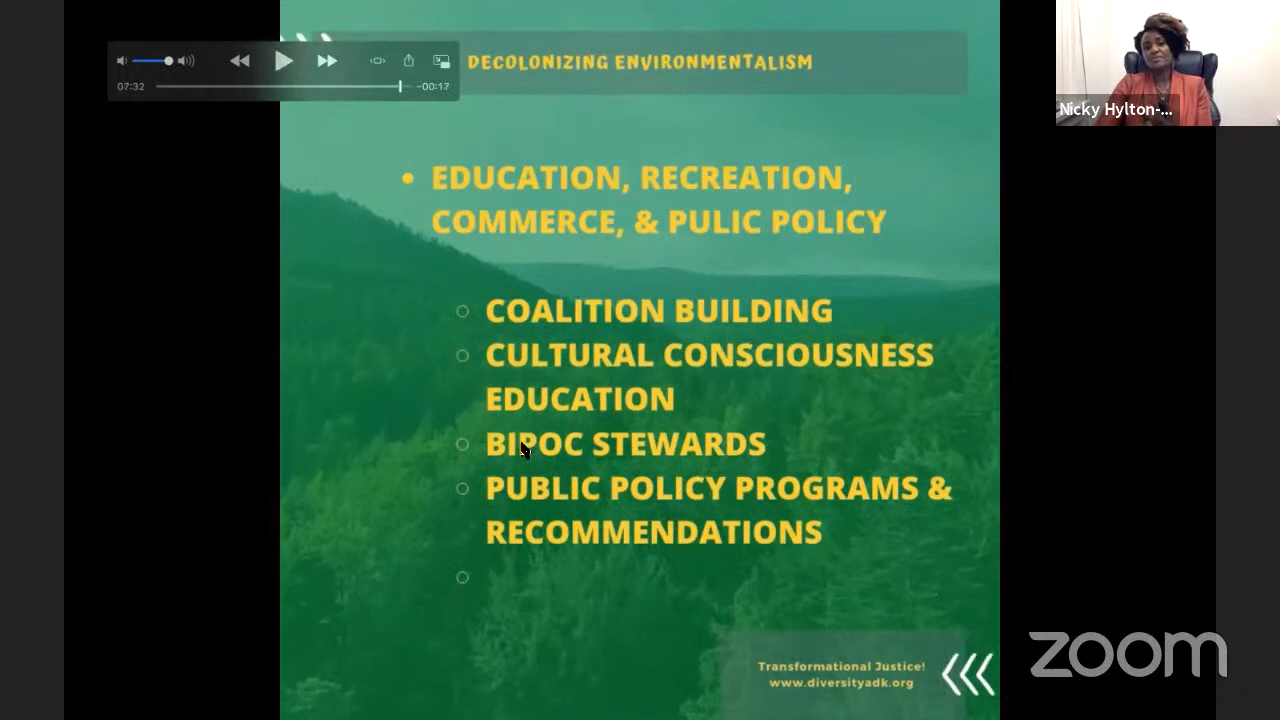 DECOLONIZING ENVIRONMENTALISM
07:32
-00:17
Nicky Hylton-...
• EDUCATION, RECREATION,
COMMERCE, & PULIC POLICY
○ COALITION BUILDING
○ CULTURAL CONSCIOUSNESS
EDUCATION
○ BIPOC STEWARDS
○ PUBLIC POLICY PROGRAMS &
RECOMMENDATIONS
○
Transformational Justice!
www.diversityadk.org
zoom